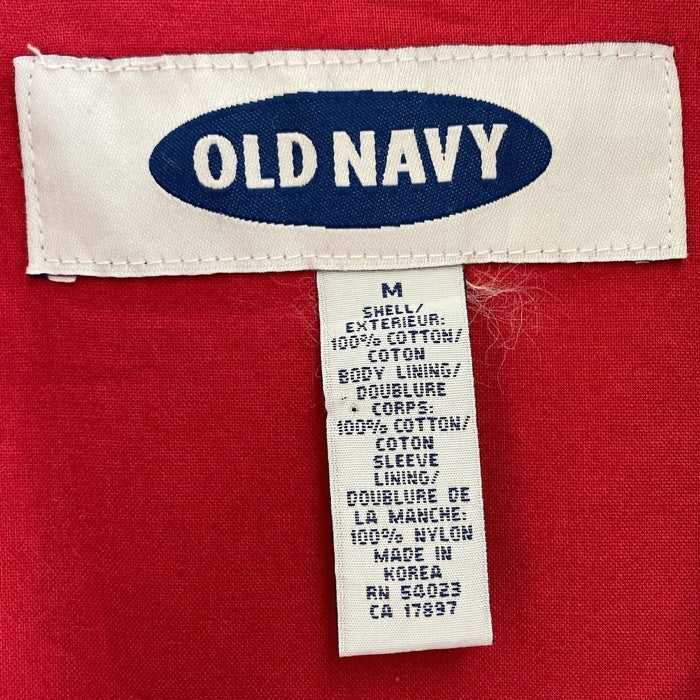 OLD NAVY
M
SHELL/
EXTERIEUR:
100% COTTON/
COTON
BODY LINING/
DOUBLURE
CORPS:
100% COTTON/
COTON
SLEEVE
LINING/
DOUBLURE DE
LA MANCHE:
100% NYLON
MADE IN
KOREA
RN 54023
CA 17897